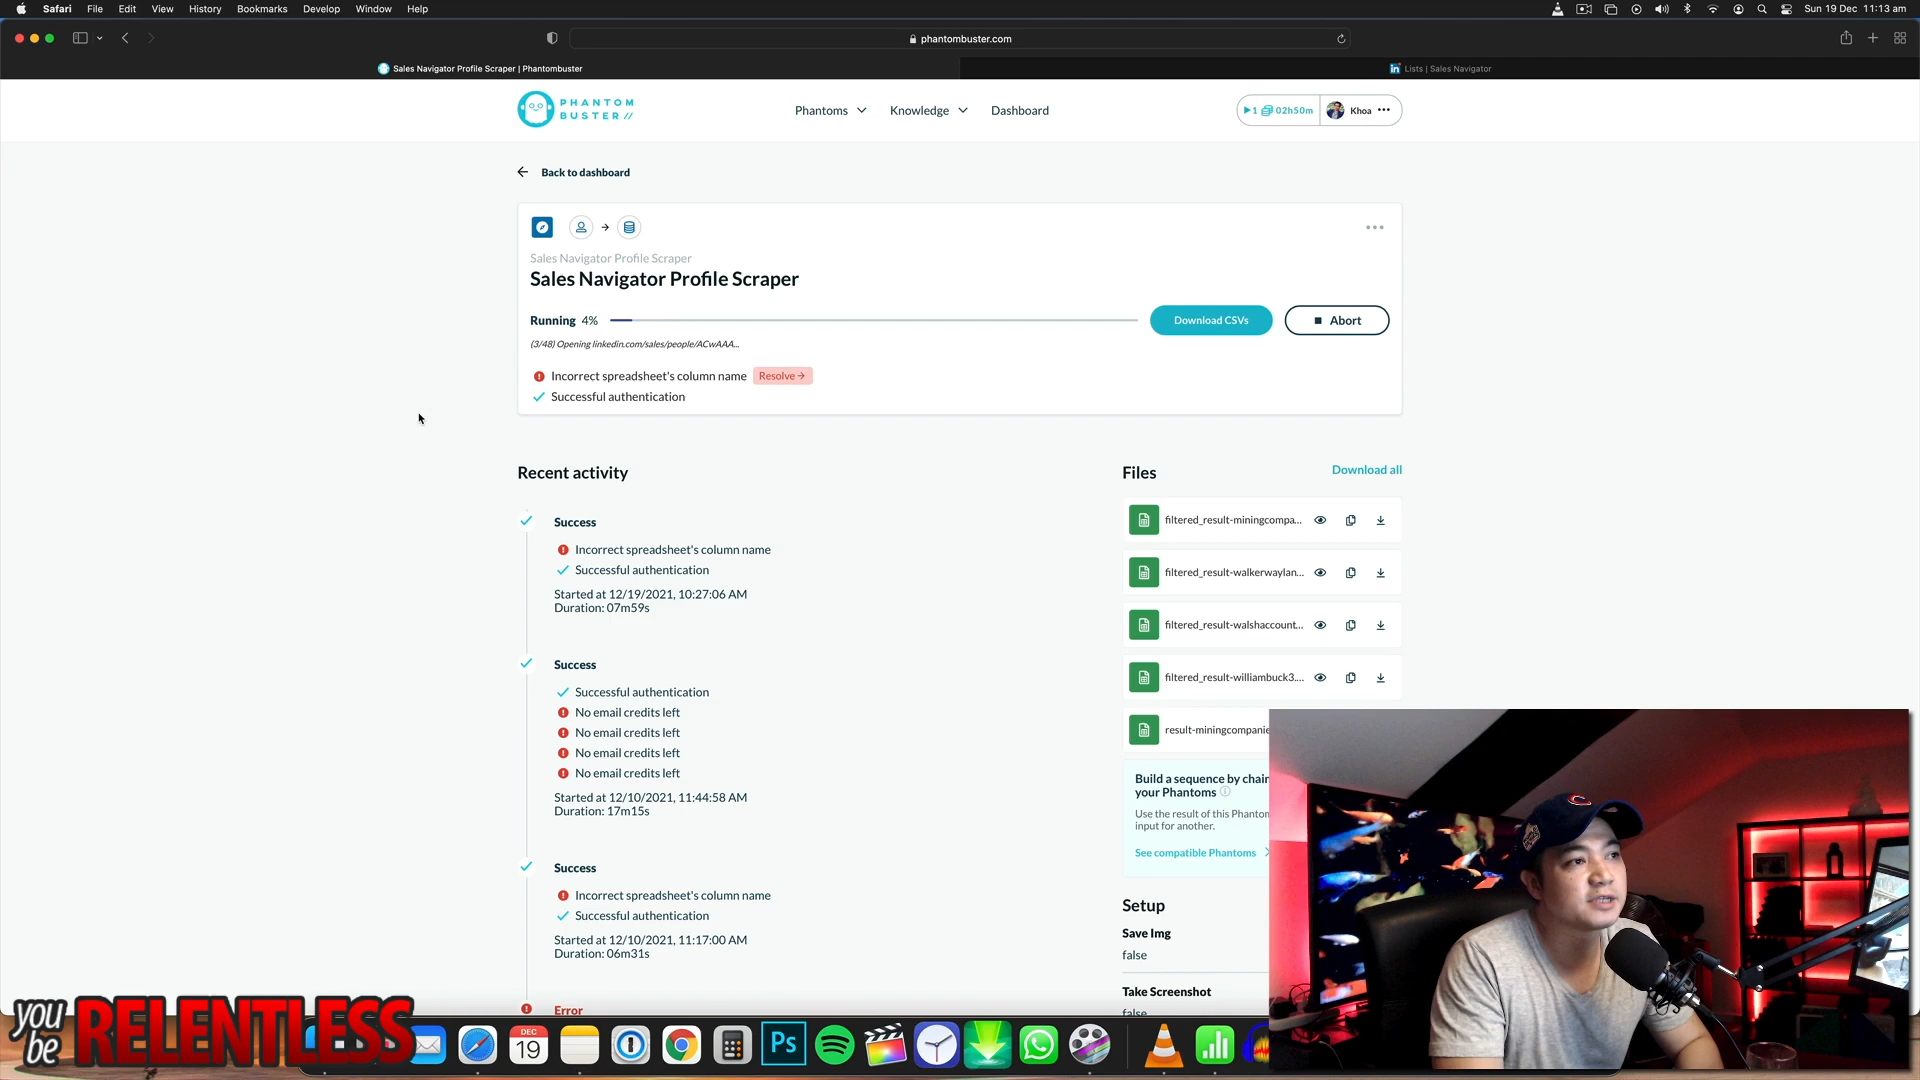 Safari File Edit View History Bookmarks Develop Window Help
Sun 19 Dec 11:13 am
phantombuster.com
Sales Navigator Profile Scraper | Phantombuster
Lists | Sales Navigator
PHANTOM
BUSTER //
Phantoms
Knowledge
Dashboard
1 02h50m
Khoa
Back to dashboard
Sales Navigator Profile Scraper
Sales Navigator Profile Scraper
Running 4%
Download CSVs
Abort
(3/48) Opening linkedin.com/sales/people/ACwAAA...
Incorrect spreadsheet's column name Resolve →
Successful authentication
Recent activity
Success
Incorrect spreadsheet's column name
Successful authentication
Started at 12/19/2021, 10:27:06 AM
Duration: 07m59s
Success
Successful authentication
No email credits left
No email credits left
No email credits left
No email credits left
Started at 12/10/2021, 11:44:58 AM
Duration: 17m15s
Success
Incorrect spreadsheet's column name
Successful authentication
Started at 12/10/2021, 11:17:00 AM
Duration: 06m31s
Error
Files
Download all
filtered_result-miningcompa...
filtered_result-walkerwaylan...
filtered_result-walshaccount...
filtered_result-williambuck3....
result-miningcompanie
Build a sequence by chain
your Phantoms
Use the result of this Phantom
input for another.
See compatible Phantoms
Setup
Save Img
false
Take Screenshot
false
you
be
RELENTLESS
DEC
19
Ps